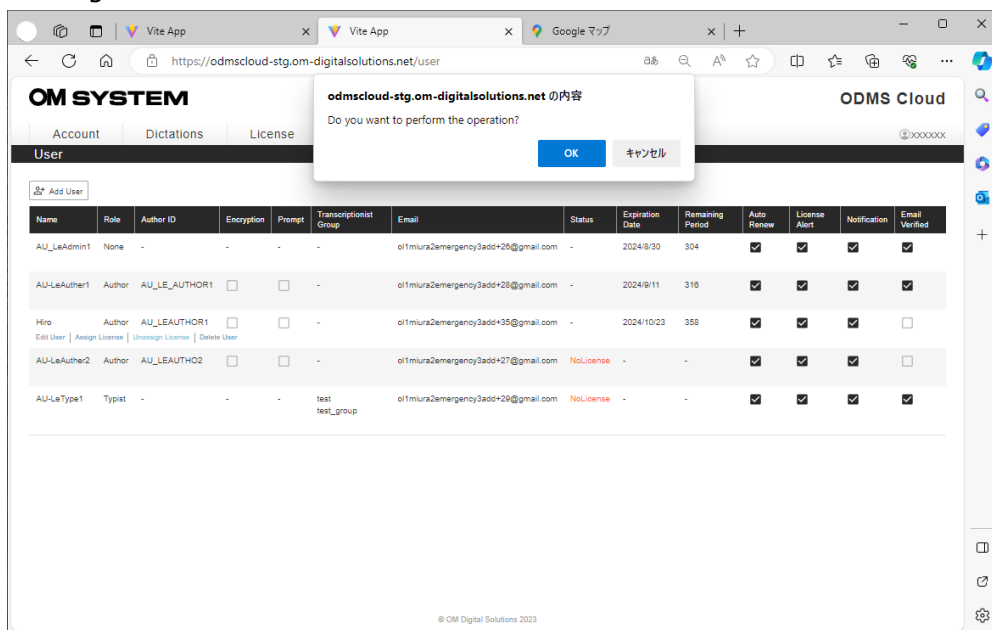 Vite App
Vite App
Google マップ
https://odmscloud-stg.om-digitalsolutions.net/user
OM SYSTEM
ODMS Cloud
Account Dictations License
xxxxxx
User
odmscloud-stg.om-digitalsolutions.net の内容
Do you want to perform the operation?
OK キャンセル
Add User
Name Role Author ID Encryption Prompt Transcriptionist Group Email Status Expiration Date Remaining Period Auto Renew License Alert Notification Email Verified
AU_LeAdmin1 None - - - - ol1miura2emergency3add+26@gmail.com - 2024/8/30 304
AU-LeAuther1 Author AU_LE_AUTHOR1 - ol1miura2emergency3add+28@gmail.com - 2024/9/11 316
Hiro Author AU_LEAUTHOR1 - ol1miura2emergency3add+35@gmail.com - 2024/10/23 358
Edit User | Assign License | Unassign License | Delete User
AU-LeAuther2 Author AU_LEAUTHO2 - ol1miura2emergency3add+27@gmail.com NoLicense - -
AU-LeType1 Typist - - - test ol1miura2emergency3add+29@gmail.com NoLicense - -
test_group
© OM Digital Solutions 2023